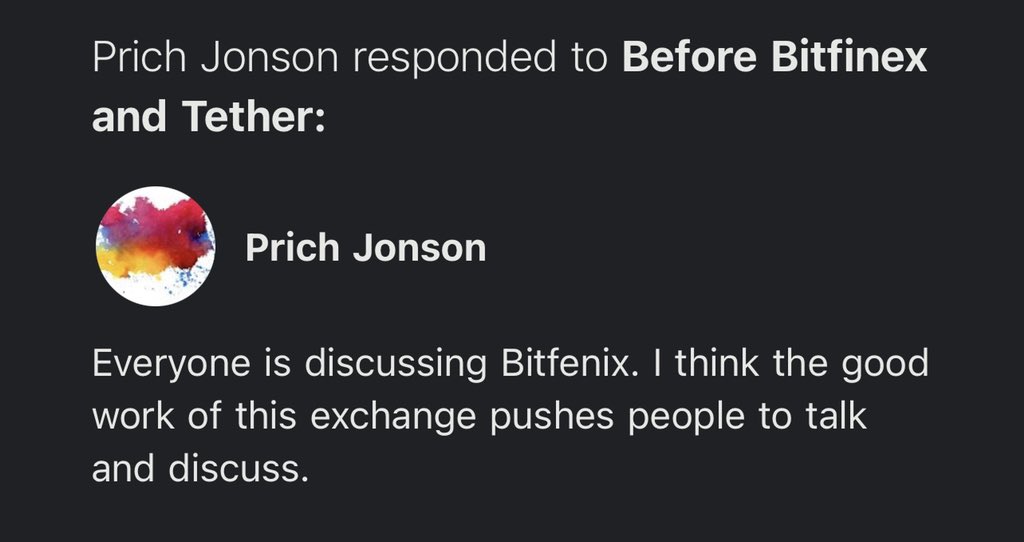 Prich Jonson responded to Before Bitfinex
and Tether:
Prich Jonson
Everyone is discussing Bitfenix. I think the good
work of this exchange pushes people to talk
and discuss.